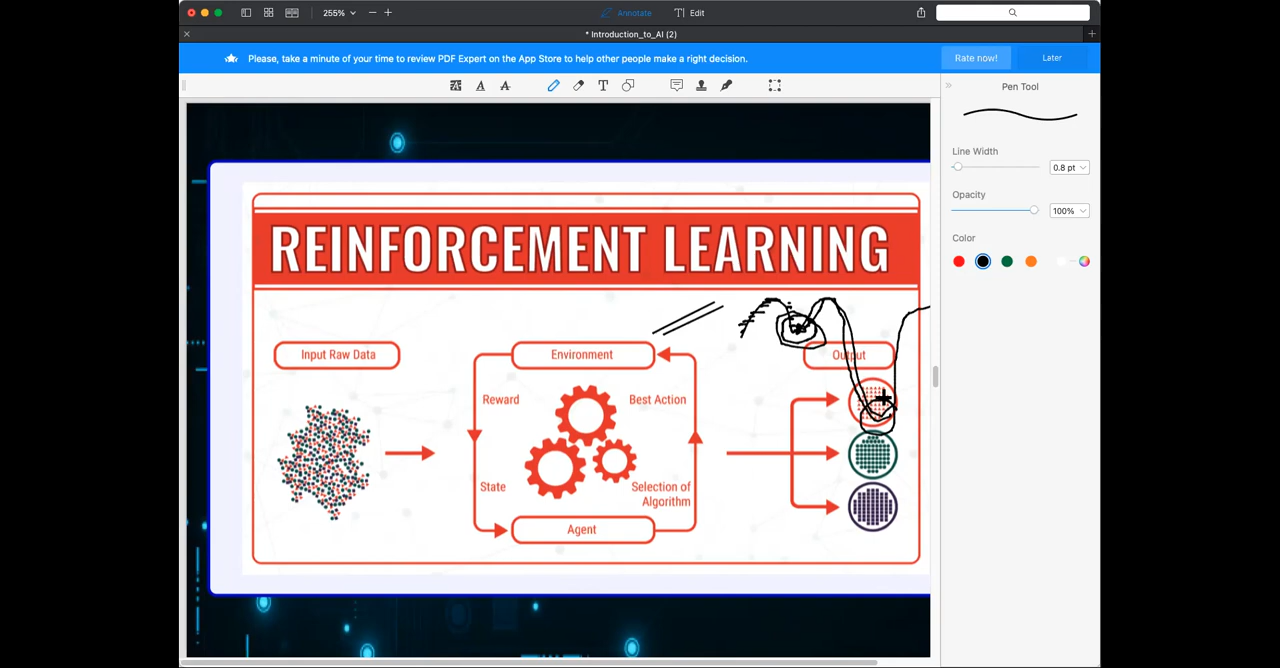 255%
Annotate
Edit
* Introduction_to_AI (2)
Please, take a minute of your time to review PDF Expert on the App Store to help other people make a right decision.
Rate now!
Later
Pen Tool
Line Width
0.8 pt
Opacity
100%
Color
REINFORCEMENT LEARNING
Input Raw Data
Environment
Output
Reward
Best Action
State
Selection of
Algorithm
Agent